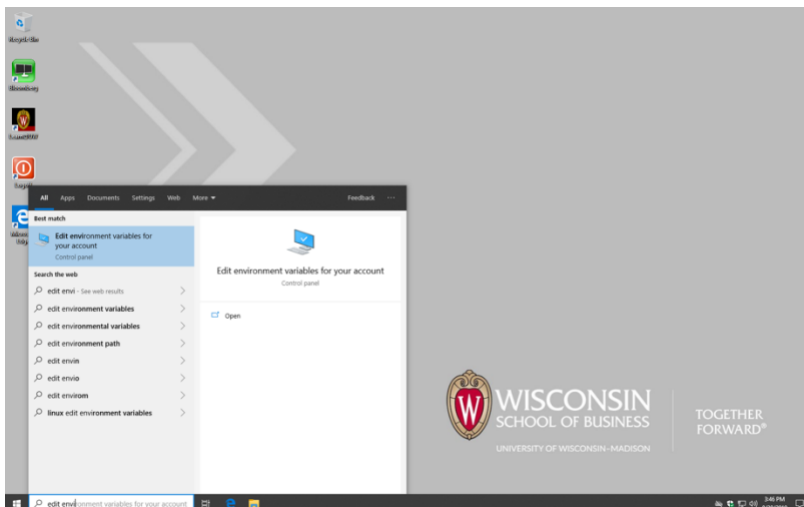 Recycle Bin
Bloomberg
All Apps Documents Settings Web More Feedback ...
Best match
Edit environment variables for
your account
Control panel
Search the web
edit envi - See web results
edit environment variables
edit environmental variables
edit environment path
edit envin
edit envio
edit envirom
linux edit environment variables
Edit environment variables for your account
Control panel
Open
WISCONSIN
SCHOOL OF BUSINESS
UNIVERSITY OF WISCONSIN–MADISON
TOGETHER
FORWARD®
edit environment variables for your account
3:46 PM